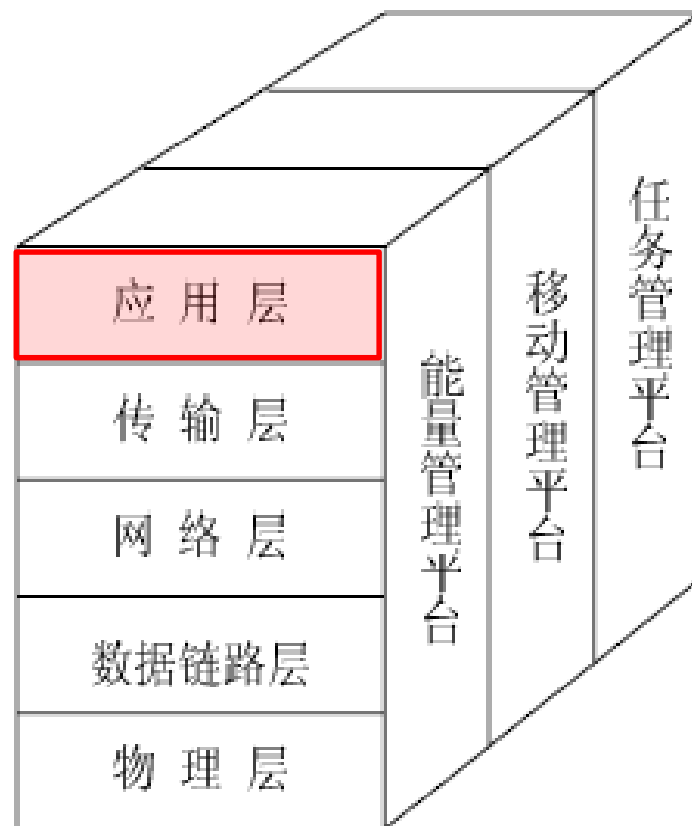 应用层
传输层
网络层
数据链路层
物理层
能量管理平台
移动管理平台
任务管理平台